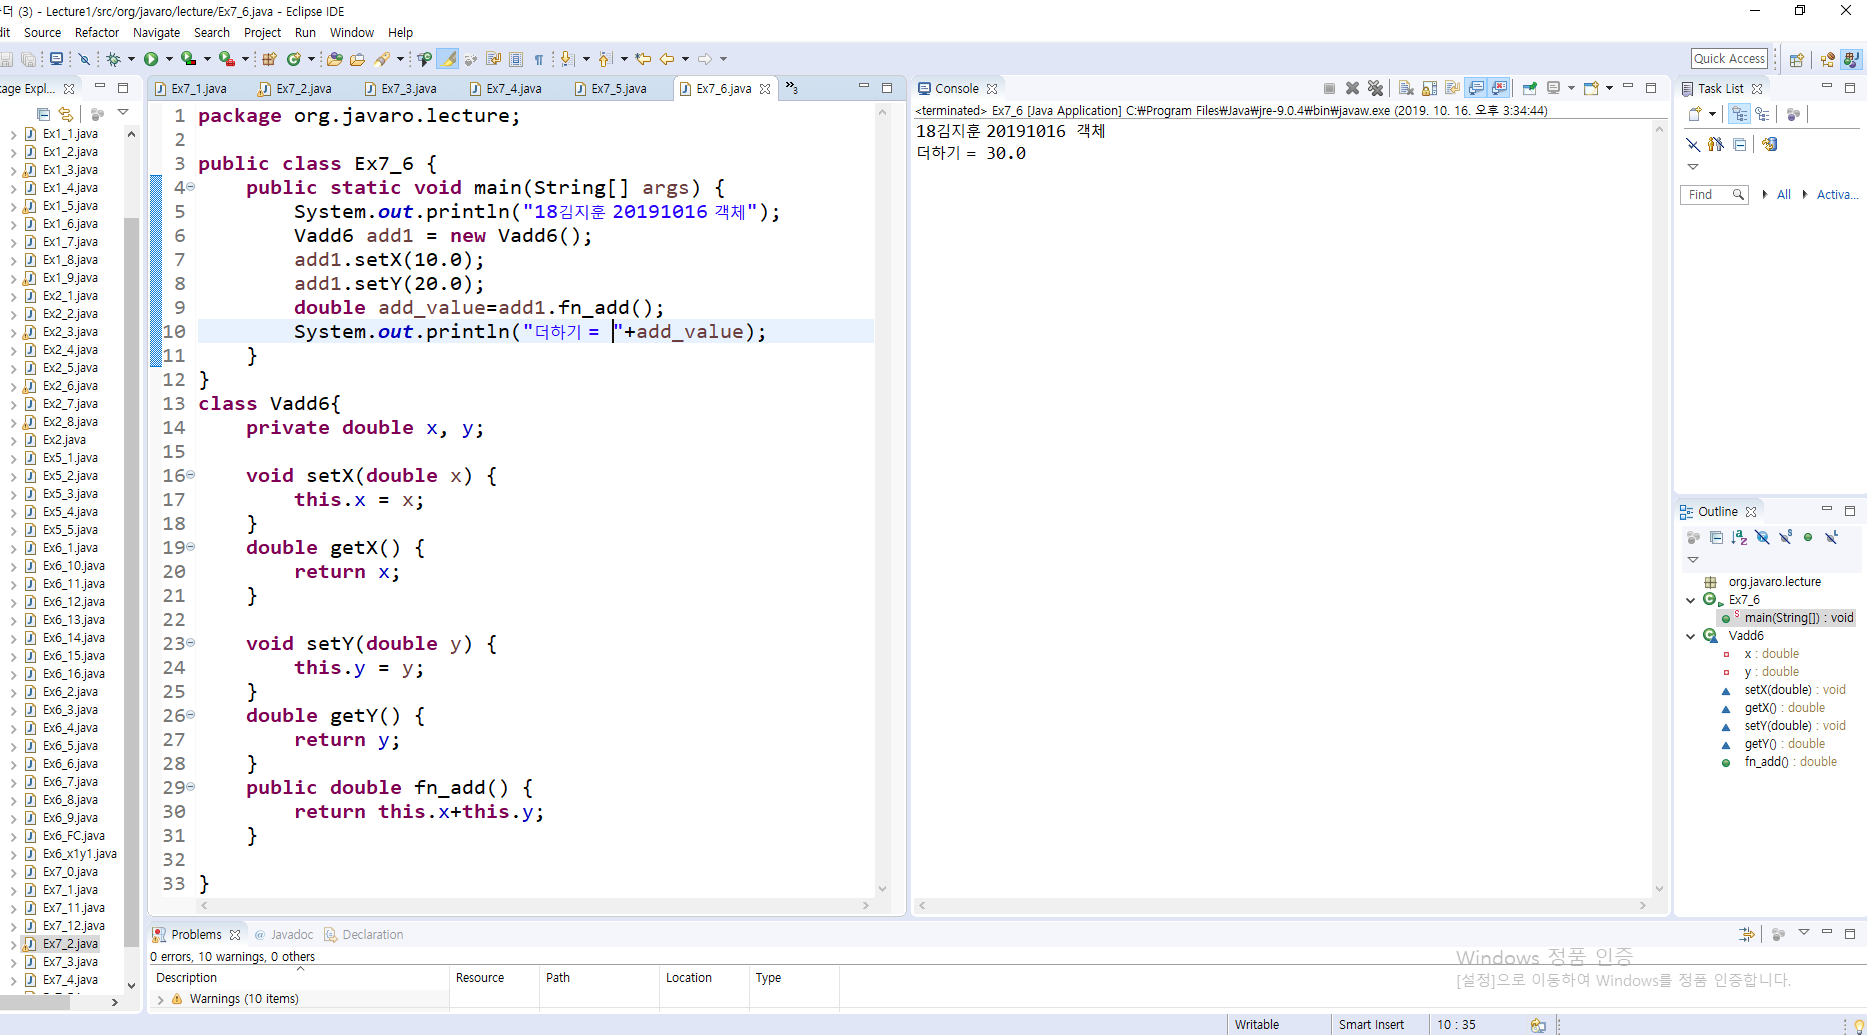 더 (3) - Lecture1/src/org/javaro/lecture/Ex7_6.java - Eclipse IDE
dit Source Refactor Navigate Search Project Run Window Help
Quick Access
age Expl...
Ex1_1.java
Ex1_2.java
Ex1_3.java
Ex1_4.java
Ex1_5.java
Ex1_6.java
Ex1_7.java
Ex1_8.java
Ex1_9.java
Ex2_1.java
Ex2_2.java
Ex2_3.java
Ex2_4.java
Ex2_5.java
Ex2_6.java
Ex2_7.java
Ex2_8.java
Ex2.java
Ex5_1.java
Ex5_2.java
Ex5_3.java
Ex5_4.java
Ex5_5.java
Ex6_1.java
Ex6_10.java
Ex6_11.java
Ex6_12.java
Ex6_13.java
Ex6_14.java
Ex6_15.java
Ex6_16.java
Ex6_2.java
Ex6_3.java
Ex6_4.java
Ex6_5.java
Ex6_6.java
Ex6_7.java
Ex6_8.java
Ex6_9.java
Ex6_FC.java
Ex6_x1y1.java
Ex7_0.java
Ex7_1.java
Ex7_11.java
Ex7_12.java
Ex7_2.java
Ex7_3.java
Ex7_4.java
Ex7_1.java Ex7_2.java Ex7_3.java Ex7_4.java Ex7_5.java Ex7_6.java »3
1 package org.javaro.lecture;
2
3 public class Ex7_6 {
4 public static void main(String[] args) {
5 System.out.println("18김지훈 20191016 객체");
6 Vadd6 add1 = new Vadd6();
7 add1.setX(10.0);
8 add1.setY(20.0);
9 double add_value=add1.fn_add();
10 System.out.println("더하기 = "+add_value);
11 }
12 }
13 class Vadd6{
14 private double x, y;
15
16 void setX(double x) {
17 this.x = x;
18 }
19 double getX() {
20 return x;
21 }
22
23 void setY(double y) {
24 this.y = y;
25 }
26 double getY() {
27 return y;
28 }
29 public double fn_add() {
30 return this.x+this.y;
31 }
32
33 }
Console
<terminated> Ex7_6 [Java Application] C:₩Program Files₩Java₩jre-9.0.4₩bin₩javaw.exe (2019. 10. 16. 오후 3:34:44)
18김지훈 20191016 객체
더하기 = 30.0
Task List
Find All Activa...
Outline
org.javaro.lecture
Ex7_6
main(String[]) : void
Vadd6
x : double
y : double
setX(double) : void
getX() : double
setY(double) : void
getY() : double
fn_add() : double
Problems @ Javadoc Declaration
0 errors, 10 warnings, 0 others
Description Resource Path Location Type
Warnings (10 items)
Windows 정품 인증
[설정]으로 이동하여 Windows를 정품 인증합니다.
Writable Smart Insert 10 : 35